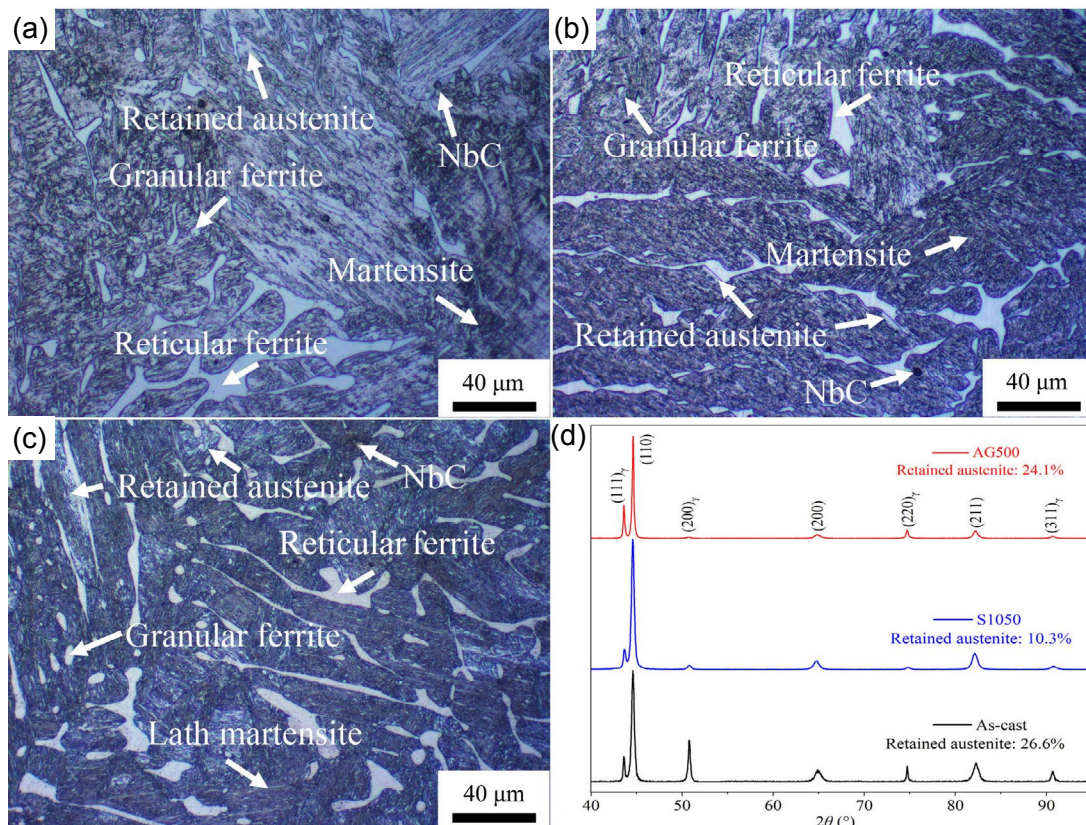 (a)
Retained austenite
NbC
Granular ferrite
Martensite
Reticular ferrite
40 μm
(b)
Reticular ferrite
Granular ferrite
Martensite
Retained austenite
NbC
40 μm
(c)
Retained austenite
NbC
Reticular ferrite
Granular ferrite
Lath martensite
40 μm
(d)
(111)γ
(110)
(200)γ
(200)
(220)γ
(211)
(311)γ
AG500
Retained austenite: 24.1%
S1050
Retained austenite: 10.3%
As-cast
Retained austenite: 26.6%
40 50 60 70 80 90
2θ (°)